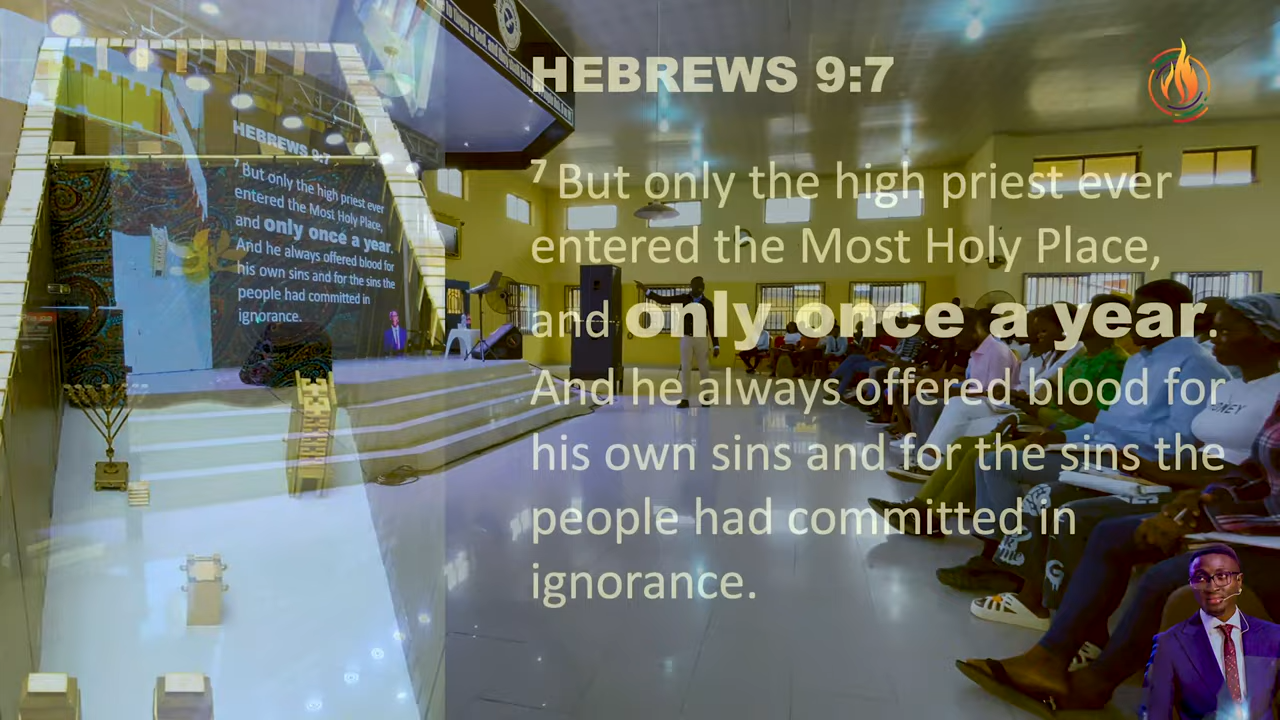 HEBREWS 9:7
7 But only the high priest ever
entered the Most Holy Place,
and only once a year.
And he always offered blood for
his own sins and for the sins the
people had committed in
ignorance.
HEBREWS 9:7
7 But only the high priest ever
entered the Most Holy Place,
and only once a year.
And he always offered blood for
his own sins and for the sins the
people had committed in
ignorance.